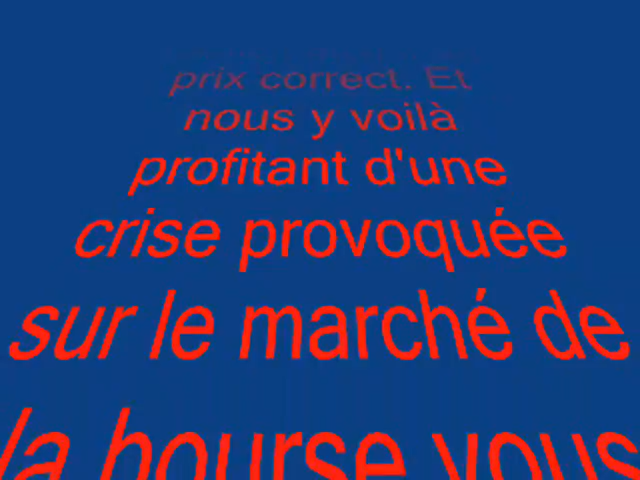 prix correct. Et
nous y voilà
profitant d'une
crise provoquée
sur le marché de
la bourse vous